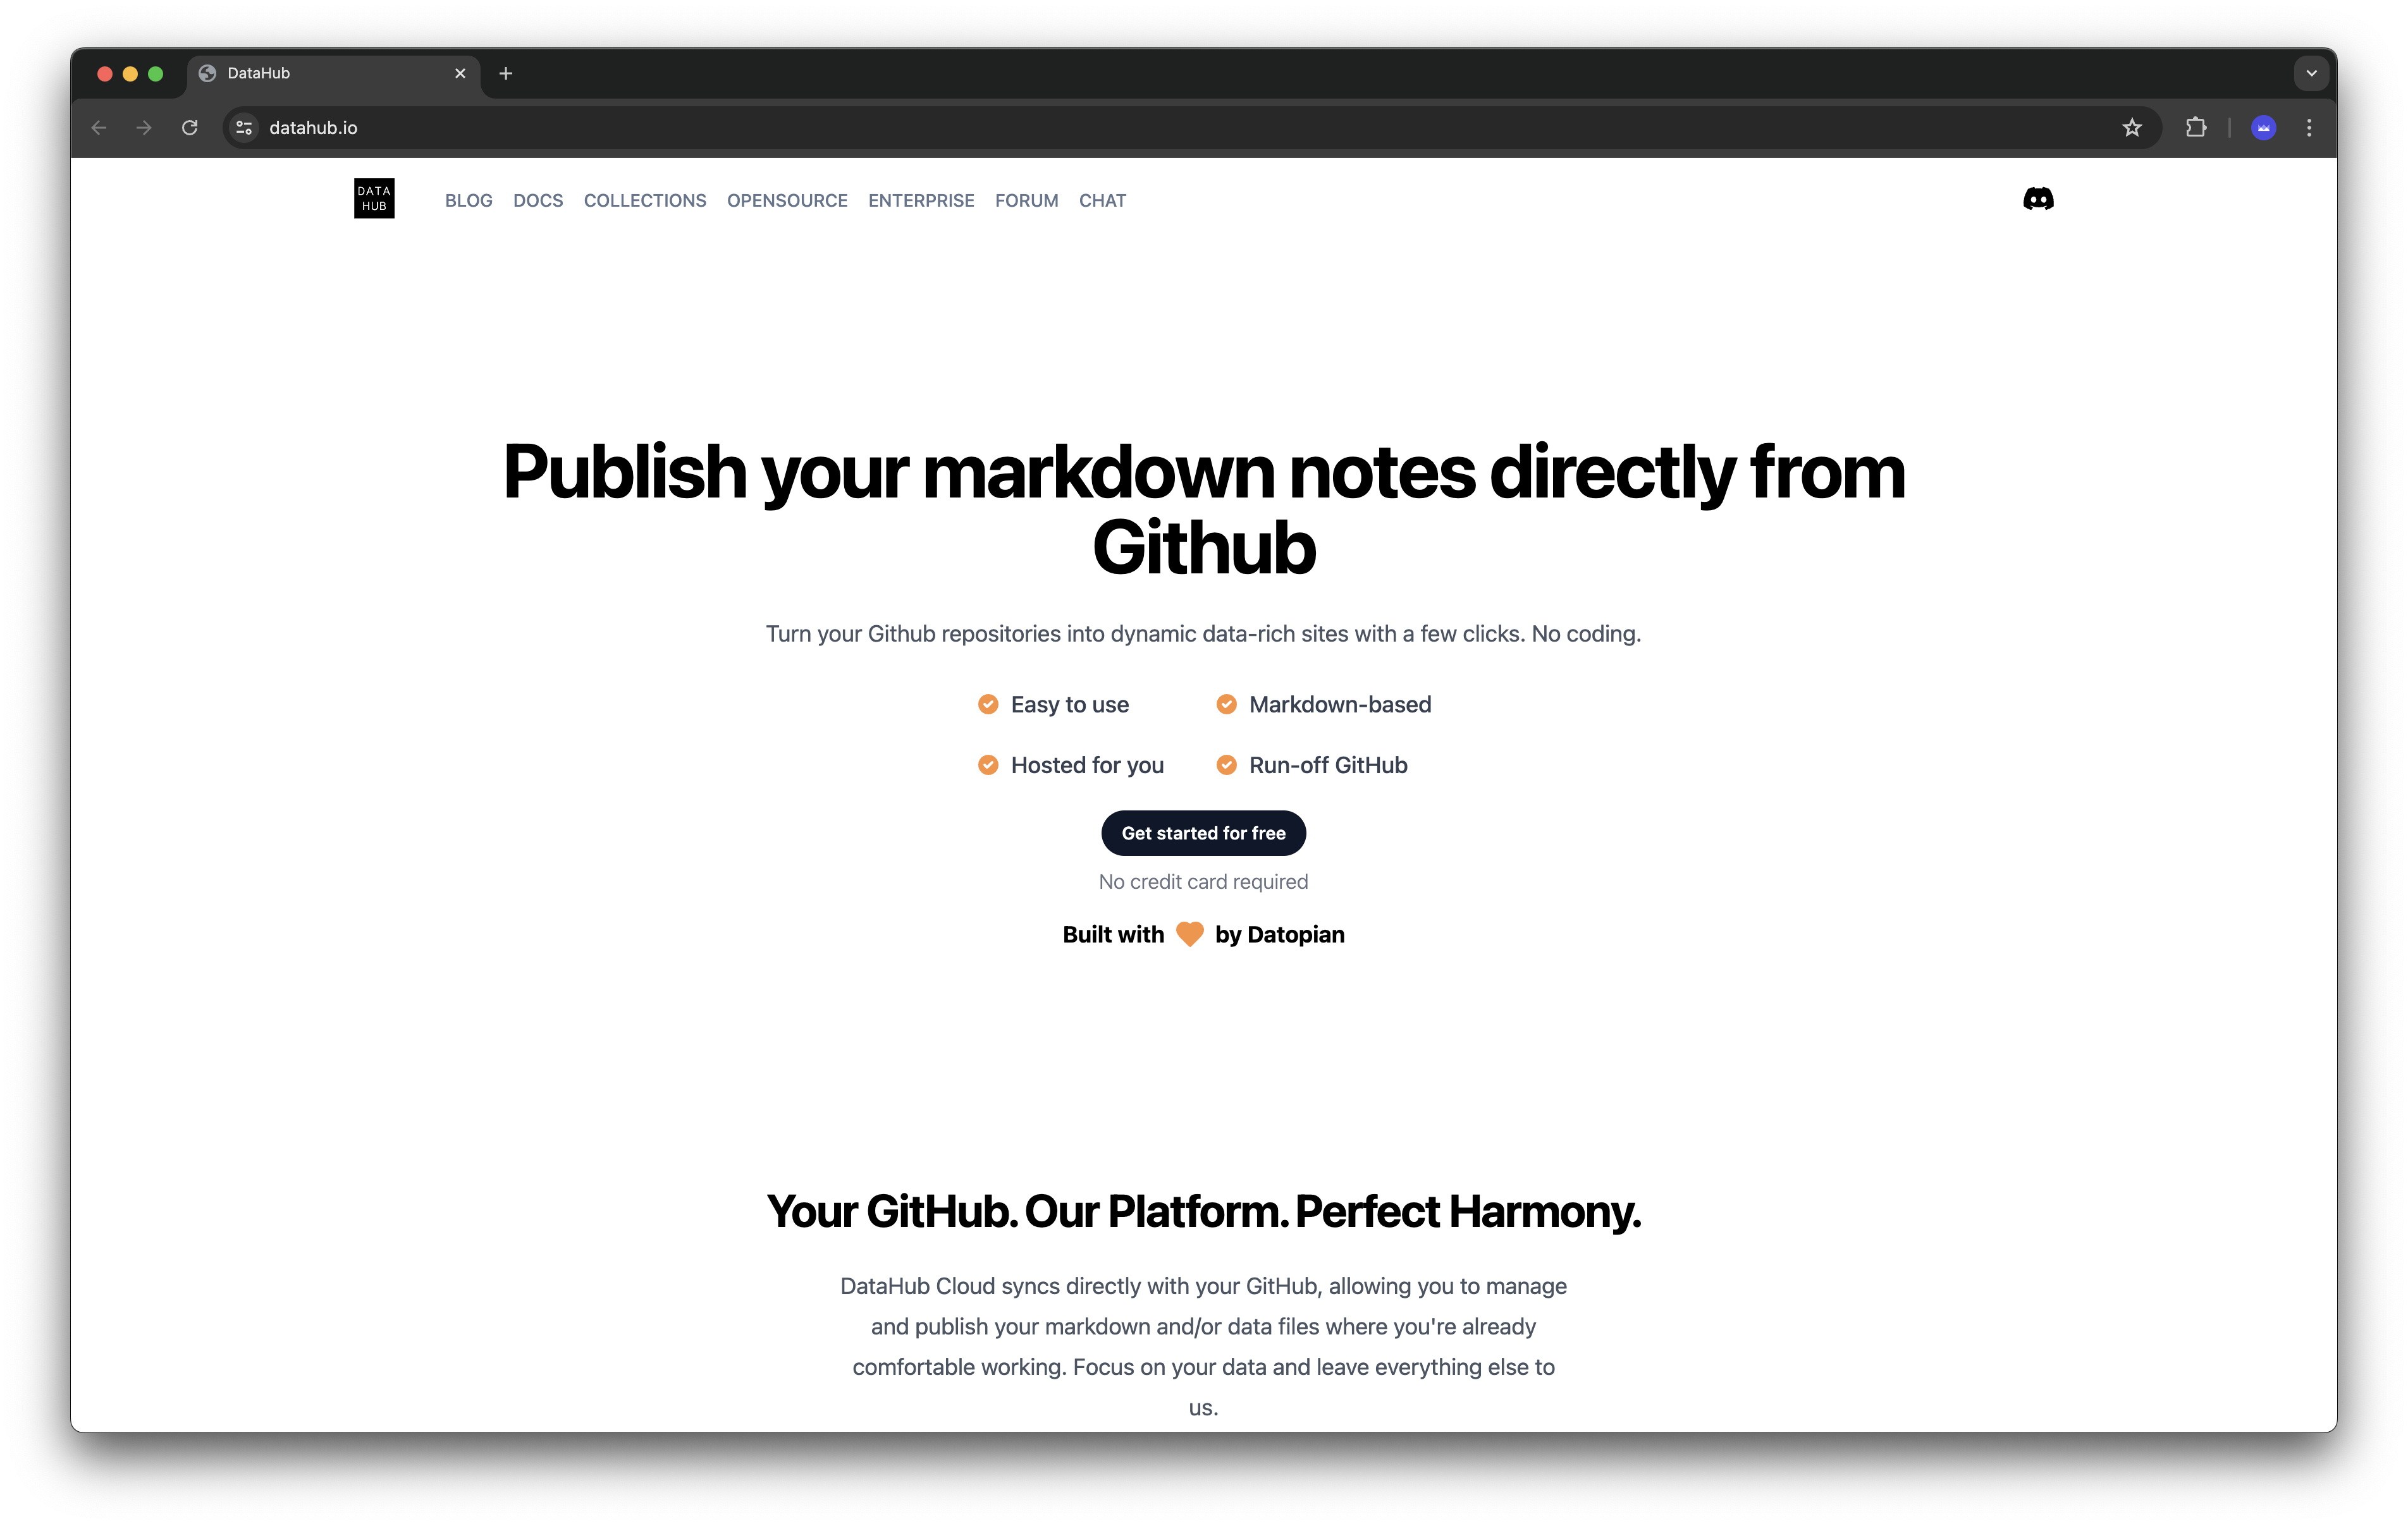 DataHub
datahub.io
DATA
HUB
BLOG DOCS COLLECTIONS OPENSOURCE ENTERPRISE FORUM CHAT
Publish your markdown notes directly from
Github
Turn your Github repositories into dynamic data-rich sites with a few clicks. No coding.
Easy to use Markdown-based
Hosted for you Run-off GitHub
Get started for free
No credit card required
Built with by Datopian
Your GitHub. Our Platform. Perfect Harmony.
DataHub Cloud syncs directly with your GitHub, allowing you to manage
and publish your markdown and/or data files where you're already
comfortable working. Focus on your data and leave everything else to
us.